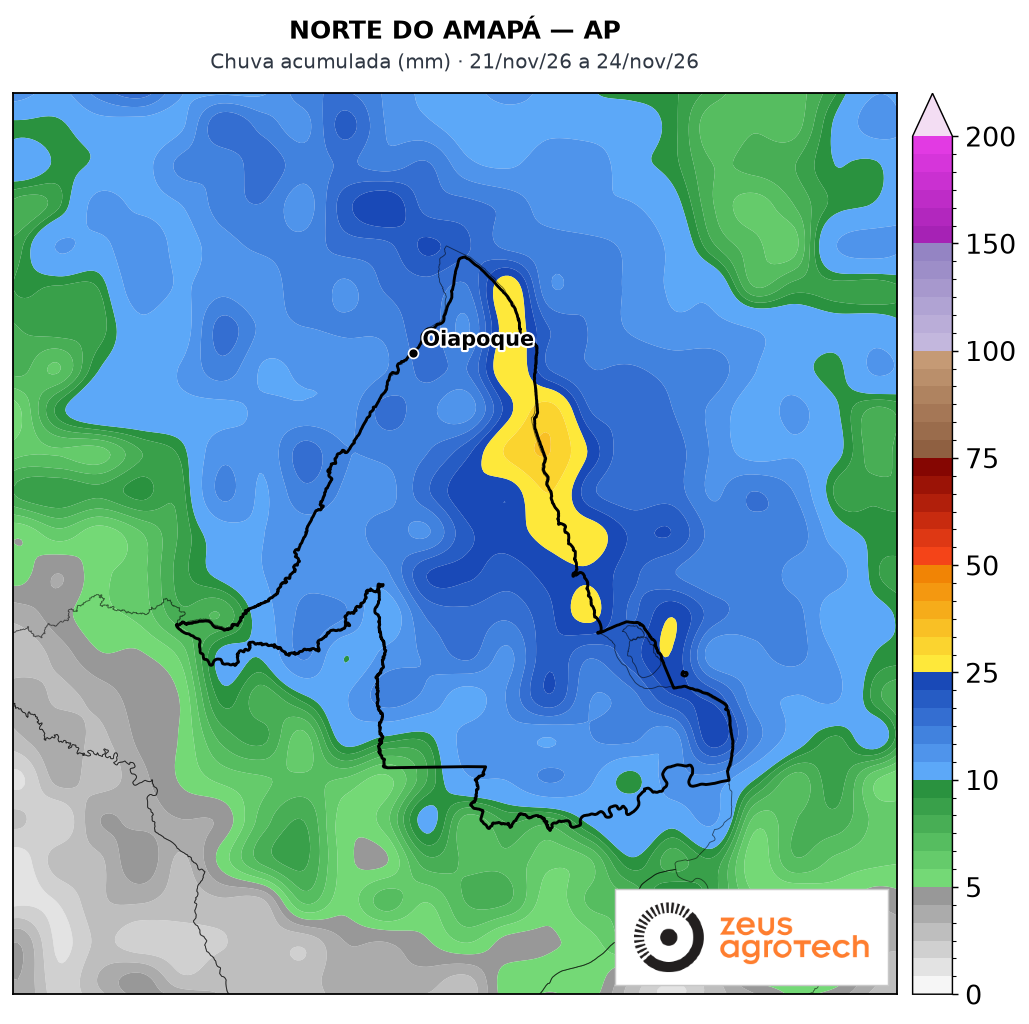 NORTE DO AMAPÁ — AP
Chuva acumulada (mm) · 21/nov/26 a 24/nov/26
Oiapoque
200
150
100
75
50
25
10
5
0
zeus
agrotech